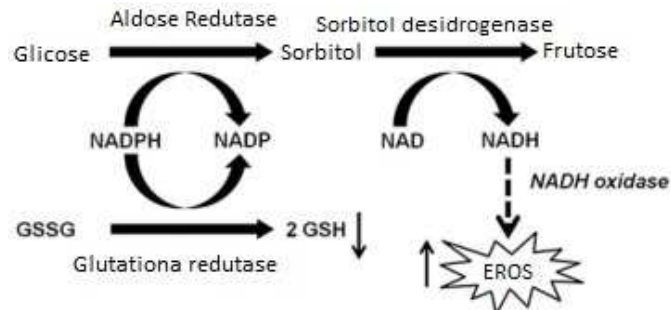 Aldose Redutase
Sorbitol desidrogenase
Glicose
Sorbitol
Frutose
NADPH
NADP
NAD
NADH
NADH oxidase
GSSG
2 GSH
EROS
Glutationa redutase